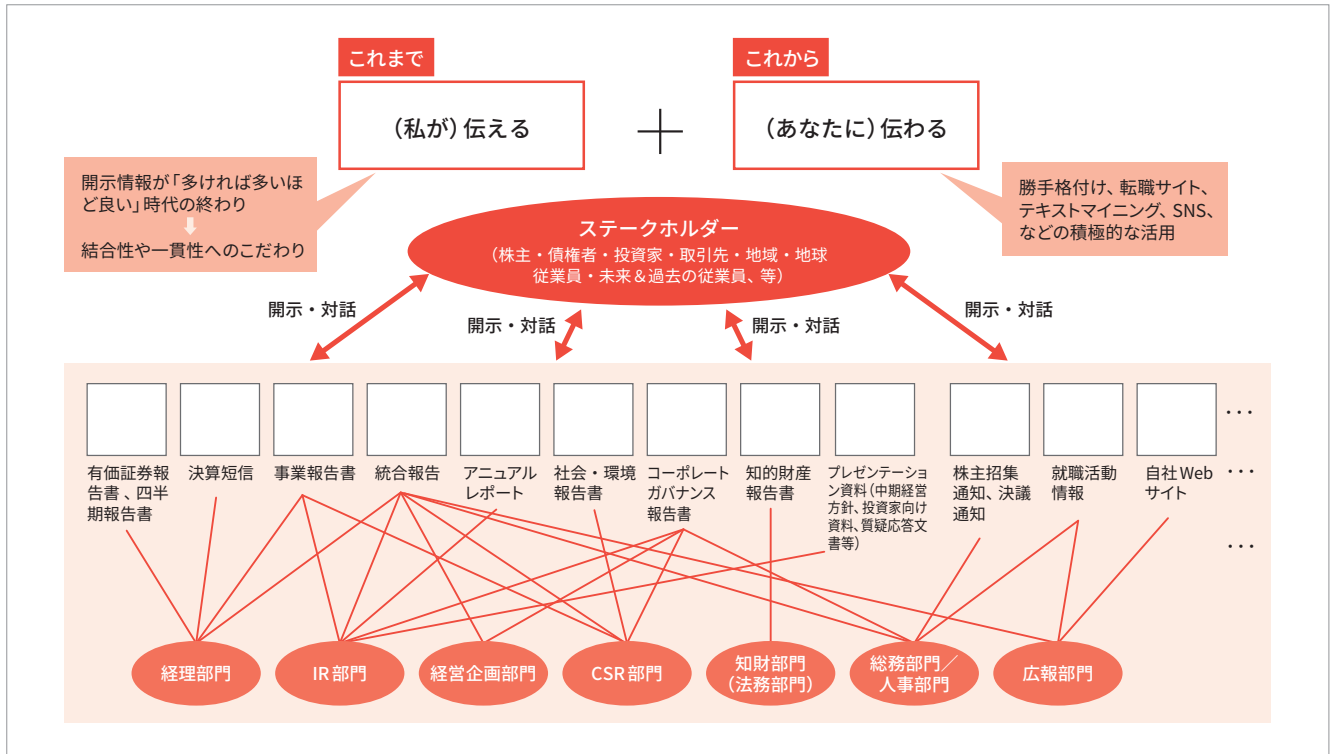 これまで
(私が)伝える
これから
(あなたに)伝わる
開示情報が「多ければ多いほ
ど良い」時代の終わり
結合性や一貫性へのこだわり
勝手格付け、転職サイト、
テキストマイニング、SNS、
などの積極的な活用
ステークホルダー
(株主・債権者・投資家・取引先・地域・地球
従業員・未来&過去の従業員、等)
開示・対話
開示・対話
開示・対話
開示・対話
有価証券報
告書、四半
期報告書
決算短信
事業報告書
統合報告
アニュアル
レポート
社会・環境
報告書
コーポレート
ガバナンス
報告書
知的財産
報告書
プレゼンテーショ
ン資料(中期経営
方針、投資家向け
資料、質疑応答文
書等)
株主招集
通知、決議
通知
就職活動
情報
自社Web
サイト
・・・
・・・
・・・
経理部門
IR部門
経営企画部門
CSR部門
知財部門
(法務部門)
総務部門/
人事部門
広報部門